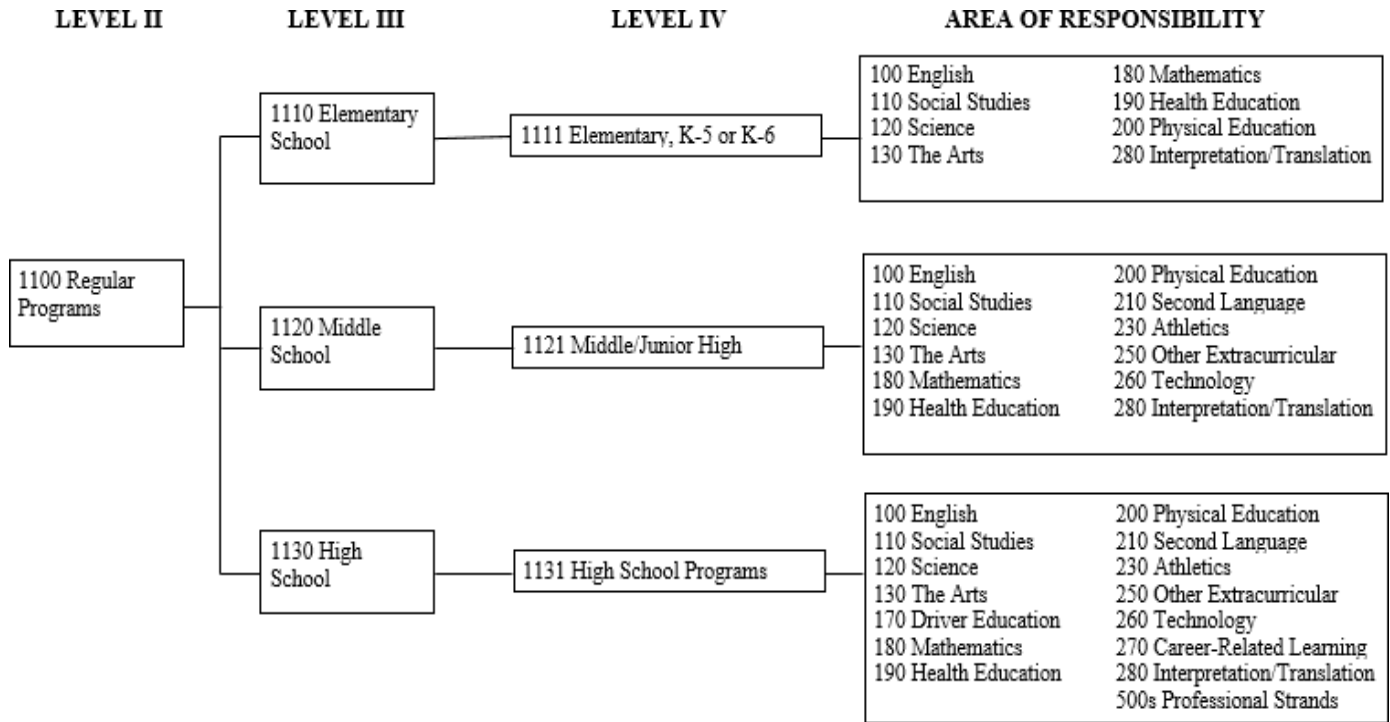 LEVEL II
LEVEL III
LEVEL IV
AREA OF RESPONSIBILITY
1100 Regular
Programs
1110 Elementary
School
1111 Elementary, K-5 or K-6
100 English
110 Social Studies
120 Science
130 The Arts
180 Mathematics
190 Health Education
200 Physical Education
280 Interpretation/Translation
1120 Middle
School
1121 Middle/Junior High
100 English
110 Social Studies
120 Science
130 The Arts
180 Mathematics
190 Health Education
200 Physical Education
210 Second Language
230 Athletics
250 Other Extracurricular
260 Technology
280 Interpretation/Translation
1130 High
School
1131 High School Programs
100 English
110 Social Studies
120 Science
130 The Arts
170 Driver Education
180 Mathematics
190 Health Education
200 Physical Education
210 Second Language
230 Athletics
250 Other Extracurricular
260 Technology
270 Career-Related Learning
280 Interpretation/Translation
500s Professional Strands